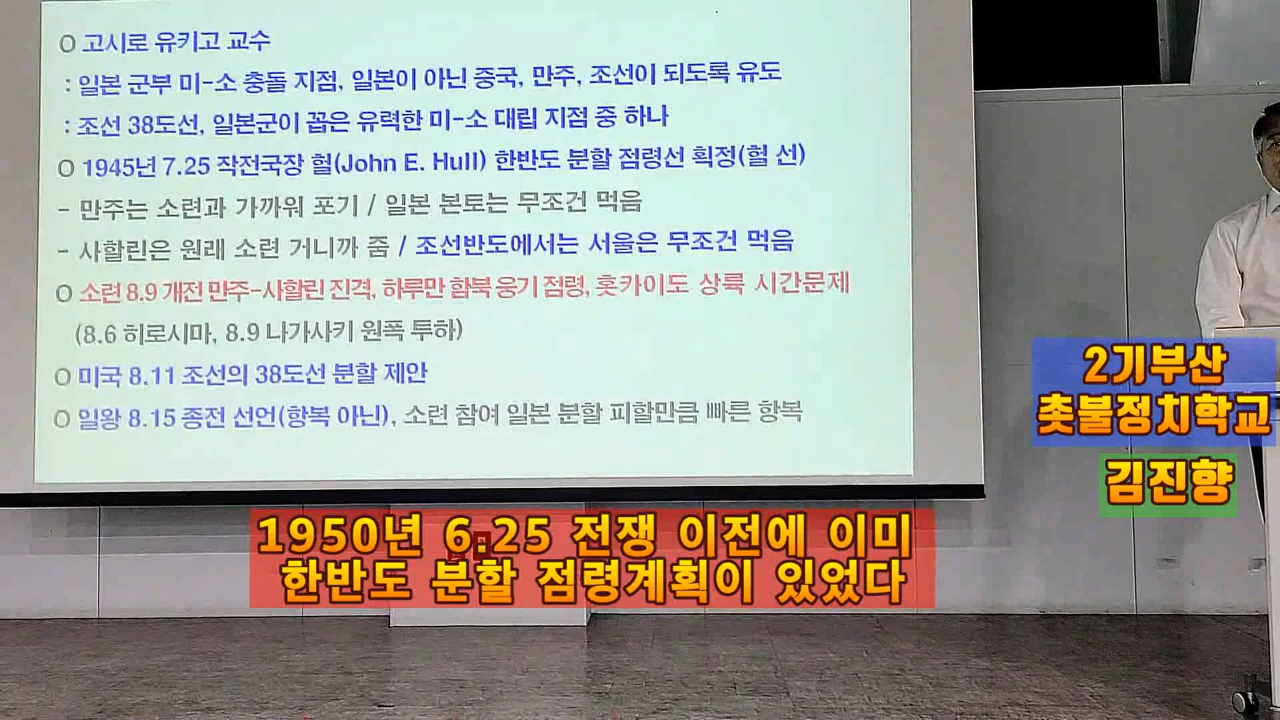 O 고시로 유키고 교수
: 일본 군부 미-소 충돌 지점, 일본이 아닌 중국, 만주, 조선이 되도록 유도
: 조선 38도선, 일본군이 꼽은 유력한 미-소 대립 지점 중 하나
O 1945년 7.25 작전국장 헐(John E. Hull) 한반도 분할 점령선 획정(헐 선)
- 만주는 소련과 가까워 포기 / 일본 본토는 무조건 먹음
- 사할린은 원래 소련 거니까 줌 / 조선반도에서는 서울은 무조건 먹음
O 소련 8.9 개전 만주-사할린 진격, 하루만 함북 웅기 점령, 홋카이도 상륙 시간문제
(8.6 히로시마, 8.9 나가사키 원폭 투하)
O 미국 8.11 조선의 38도선 분할 제안
O 일왕 8.15 종전 선언(항복 아닌), 소련 참여 일본 분할 피할만큼 빠른 항복
2기부산
촛불정치학교
김진향
1950년 6.25 전쟁 이전에 이미
한반도 분할 점령계획이 있었다